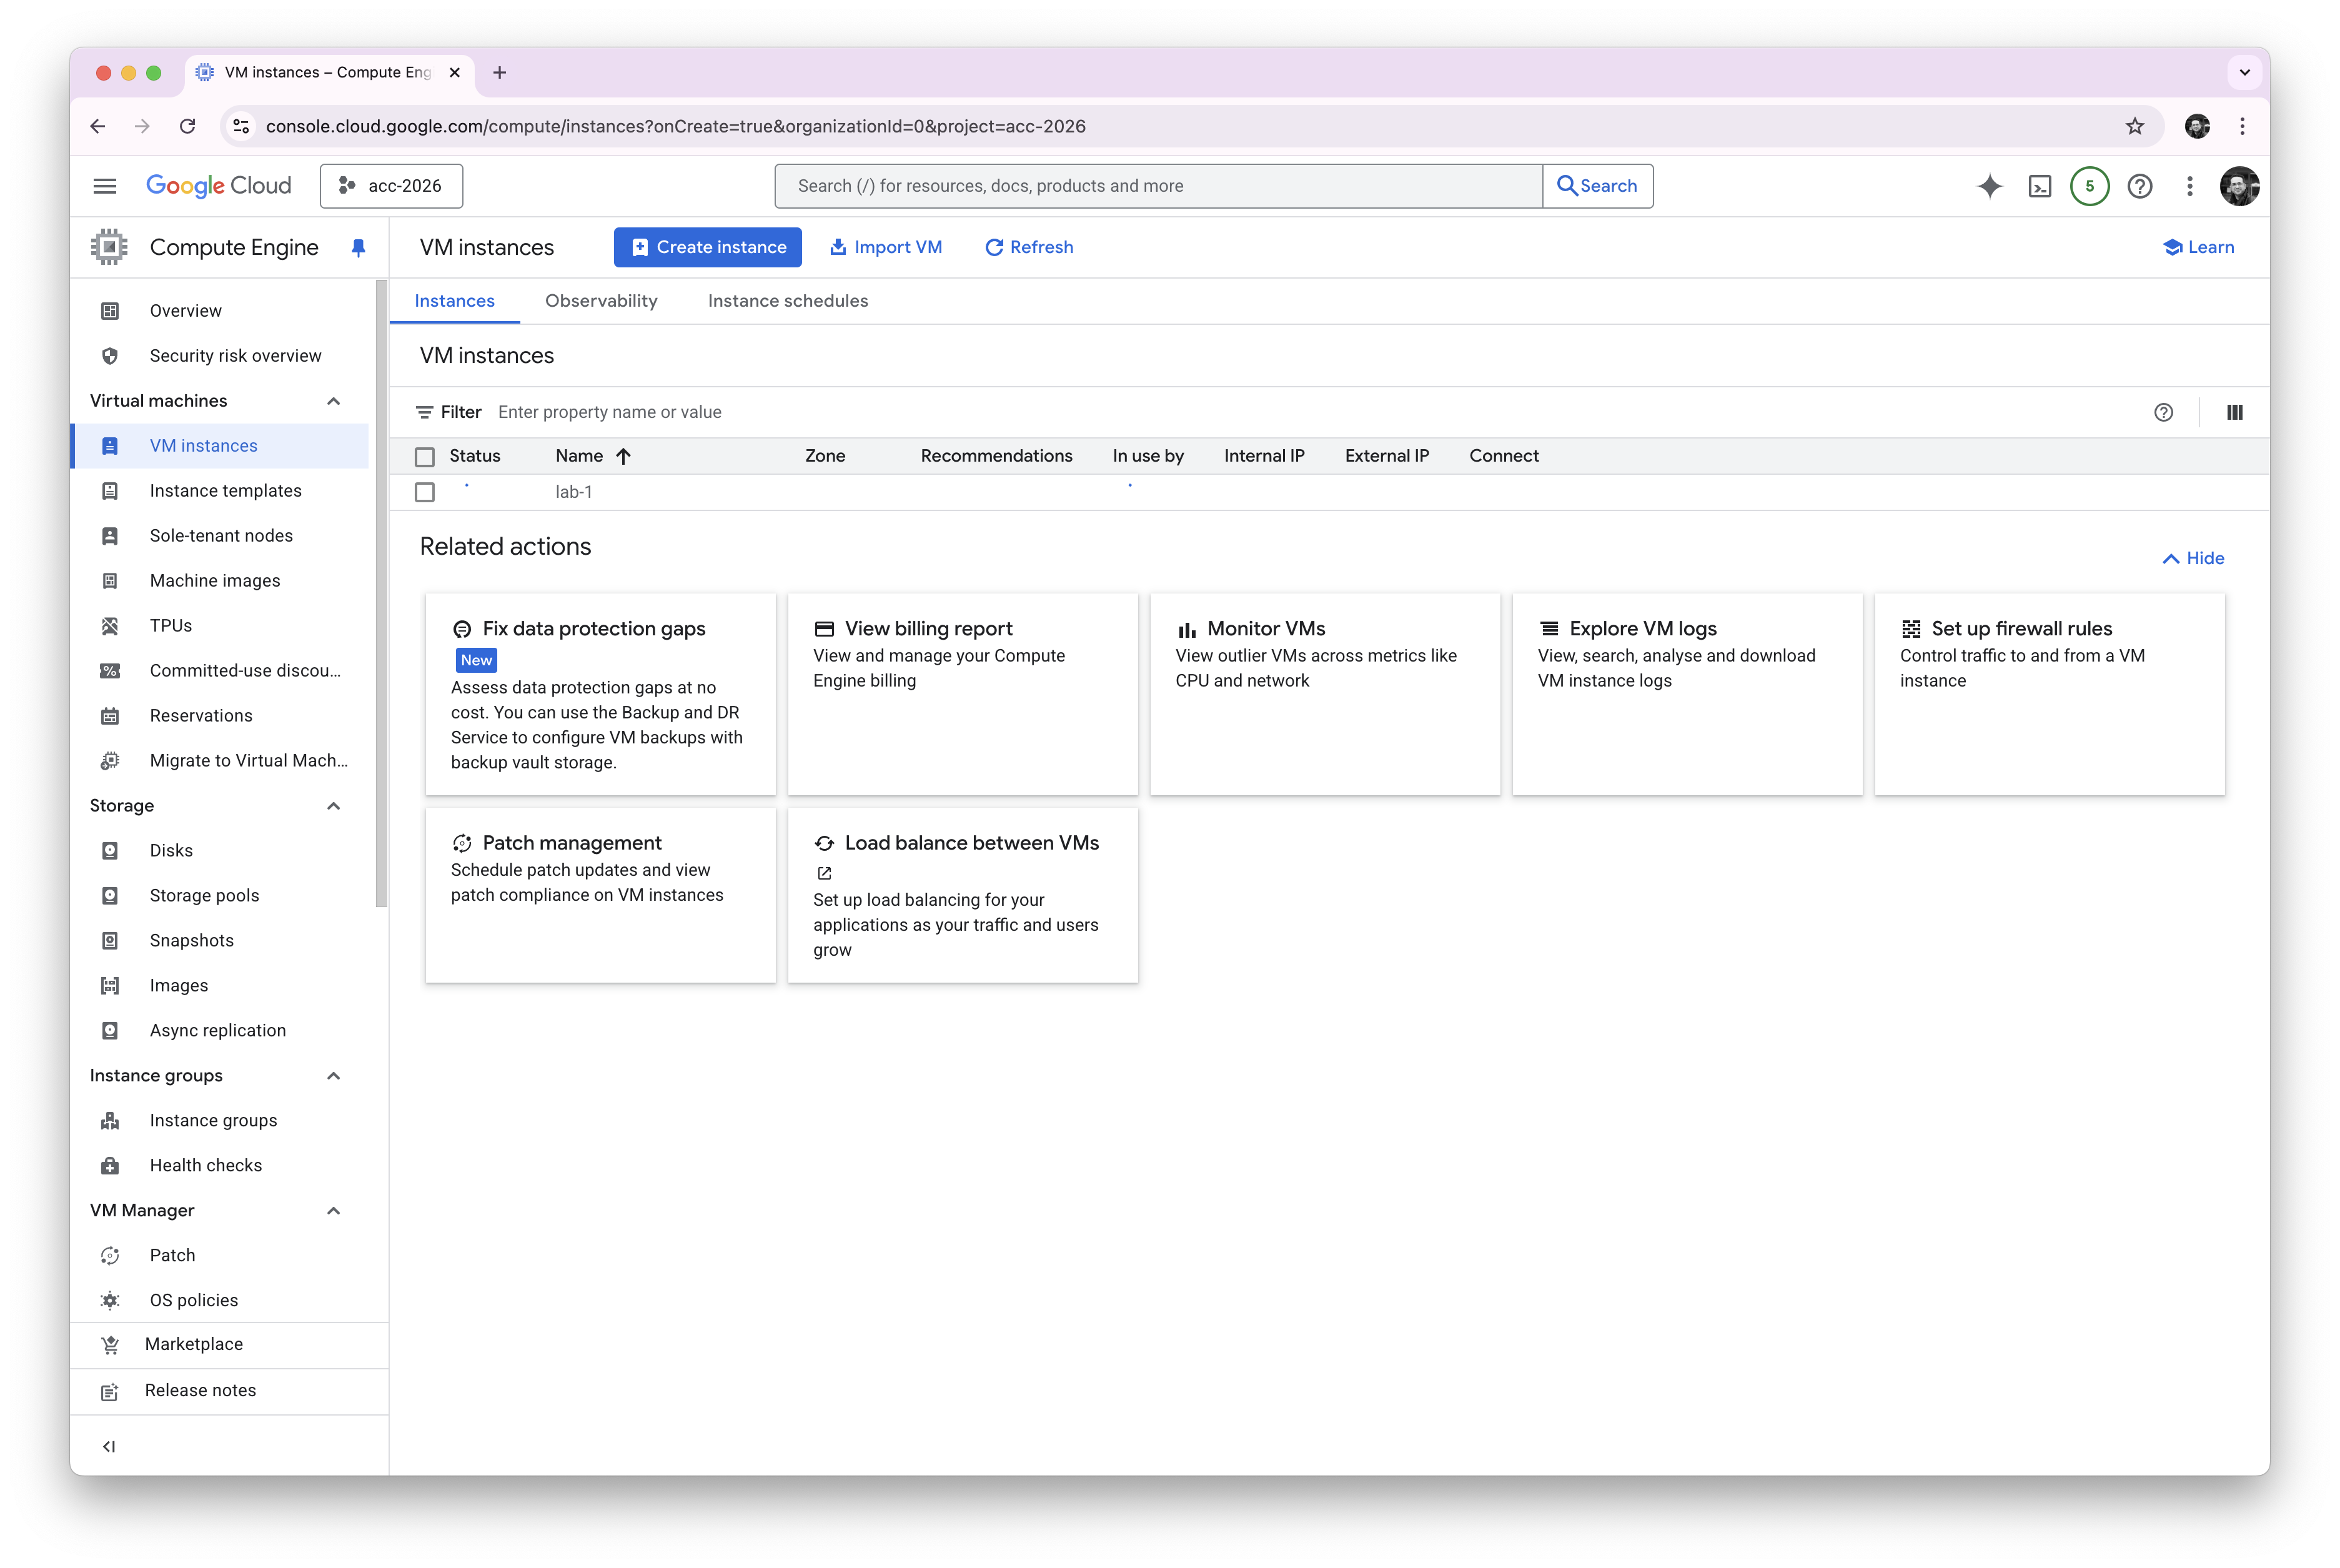 VM instances – Compute Eng
console.cloud.google.com/compute/instances?onCreate=true&organizationId=0&project=acc-2026
Google Cloud
acc-2026
Search (/) for resources, docs, products and more
Search
5
Compute Engine
VM instances
Create instance
Import VM
Refresh
Learn
Overview
Security risk overview
Virtual machines
VM instances
Instance templates
Sole-tenant nodes
Machine images
TPUs
Committed-use discou...
Reservations
Migrate to Virtual Mach...
Storage
Disks
Storage pools
Snapshots
Images
Async replication
Instance groups
Instance groups
Health checks
VM Manager
Patch
OS policies
Marketplace
Release notes
Instances
Observability
Instance schedules
VM instances
Filter Enter property name or value
Status Name Zone Recommendations In use by Internal IP External IP Connect
lab-1
Related actions
Hide
Fix data protection gaps
New
Assess data protection gaps at no
cost. You can use the Backup and DR
Service to configure VM backups with
backup vault storage.
View billing report
View and manage your Compute
Engine billing
Monitor VMs
View outlier VMs across metrics like
CPU and network
Explore VM logs
View, search, analyse and download
VM instance logs
Set up firewall rules
Control traffic to and from a VM
instance
Patch management
Schedule patch updates and view
patch compliance on VM instances
Load balance between VMs
Set up load balancing for your
applications as your traffic and users
grow